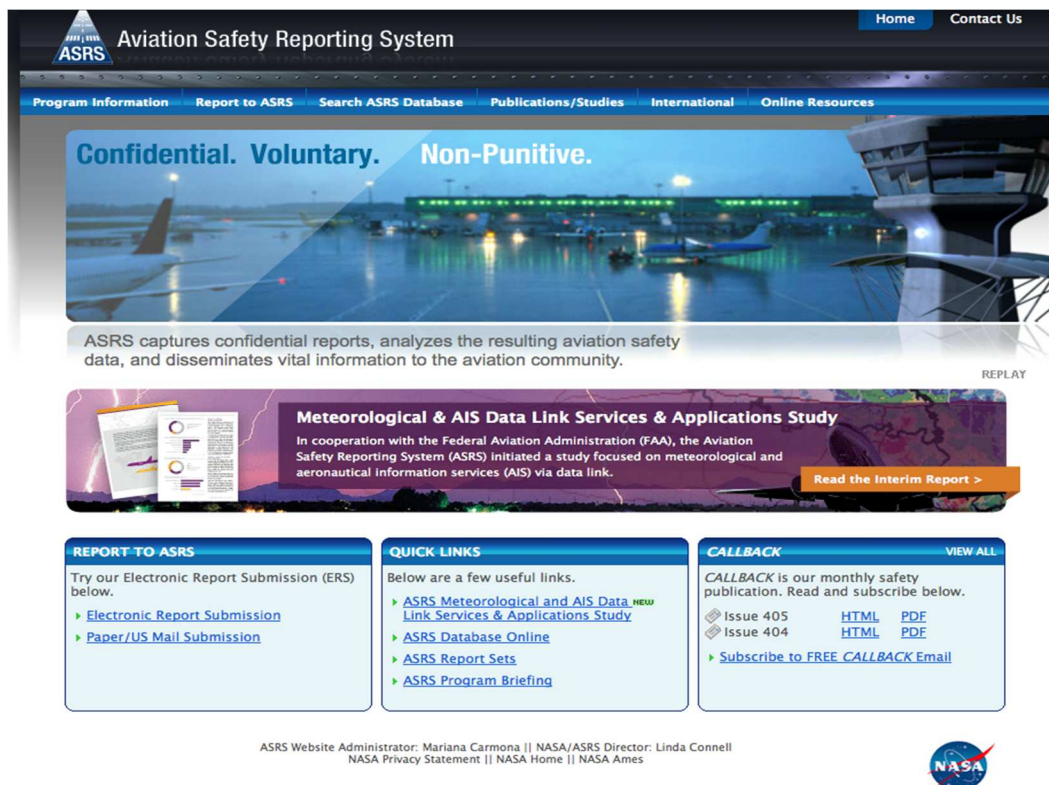 Home Contact Us
ASRS
Aviation Safety Reporting System
Program Information Report to ASRS Search ASRS Database Publications/Studies International Online Resources
Confidential. Voluntary. Non-Punitive.
ASRS captures confidential reports, analyzes the resulting aviation safety
data, and disseminates vital information to the aviation community.
REPLAY
Meteorological & AIS Data Link Services & Applications Study
In cooperation with the Federal Aviation Administration (FAA), the Aviation
Safety Reporting System (ASRS) initiated a study focused on meteorological and
aeronautical information services (AIS) via data link.
Read the Interim Report >
REPORT TO ASRS
Try our Electronic Report Submission (ERS)
below.
Electronic Report Submission
Paper/US Mail Submission
QUICK LINKS
Below are a few useful links.
ASRS Meteorological and AIS Data NEW
Link Services & Applications Study
ASRS Database Online
ASRS Report Sets
ASRS Program Briefing
CALLBACK VIEW ALL
CALLBACK is our monthly safety
publication. Read and subscribe below.
Issue 405 HTML PDF
Issue 404 HTML PDF
Subscribe to FREE CALLBACK Email
ASRS Website Administrator: Mariana Carmona || NASA/ASRS Director: Linda Connell
NASA Privacy Statement || NASA Home || NASA Ames
NASA